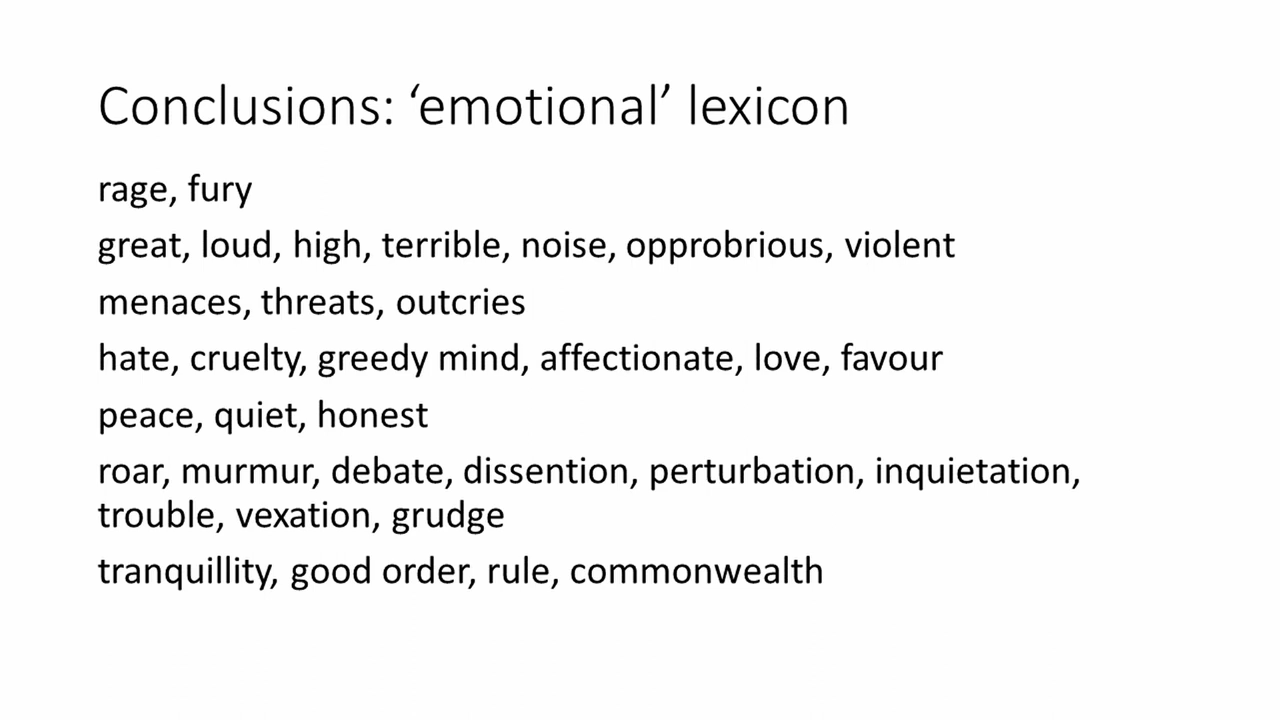 Conclusions: ‘emotional’ lexicon
rage, fury
great, loud, high, terrible, noise, opprobrious, violent
menaces, threats, outcries
hate, cruelty, greedy mind, affectionate, love, favour
peace, quiet, honest
roar, murmur, debate, dissention, perturbation, inquietation,
trouble, vexation, grudge
tranquillity, good order, rule, commonwealth